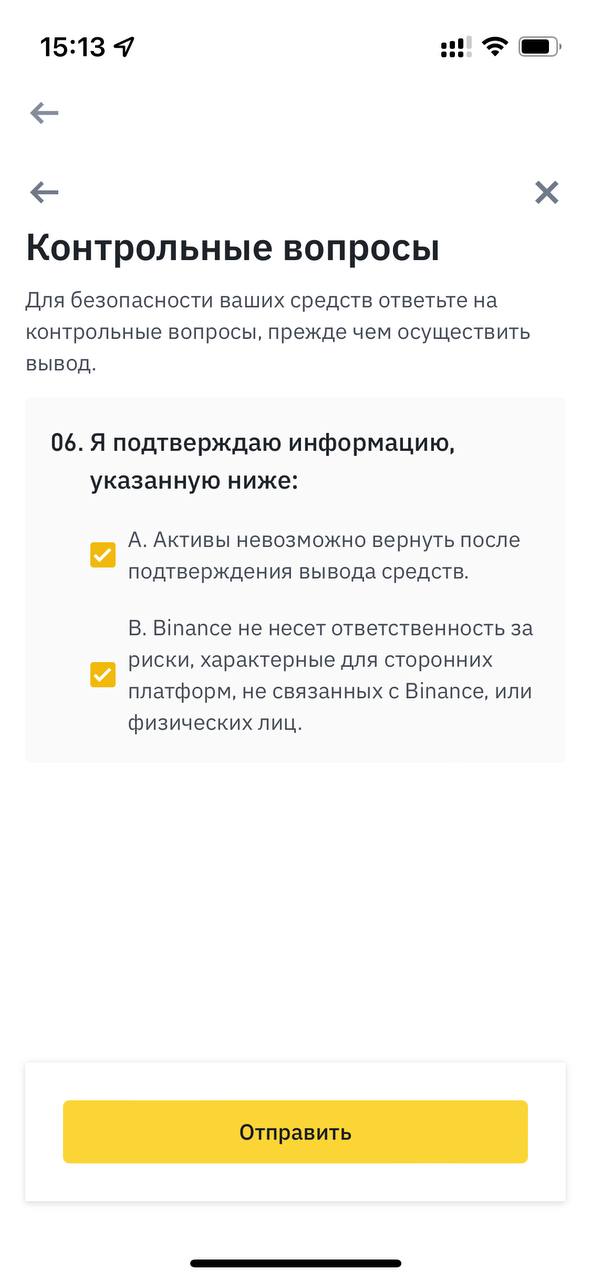 15:13
Контрольные вопросы
Для безопасности ваших средств ответьте на
контрольные вопросы, прежде чем осуществить
вывод.
06. Я подтверждаю информацию,
указанную ниже:
A. Активы невозможно вернуть после
подтверждения вывода средств.
B. Binance не несет ответственность за
риски, характерные для сторонних
платформ, не связанных с Binance, или
физических лиц.
Отправить